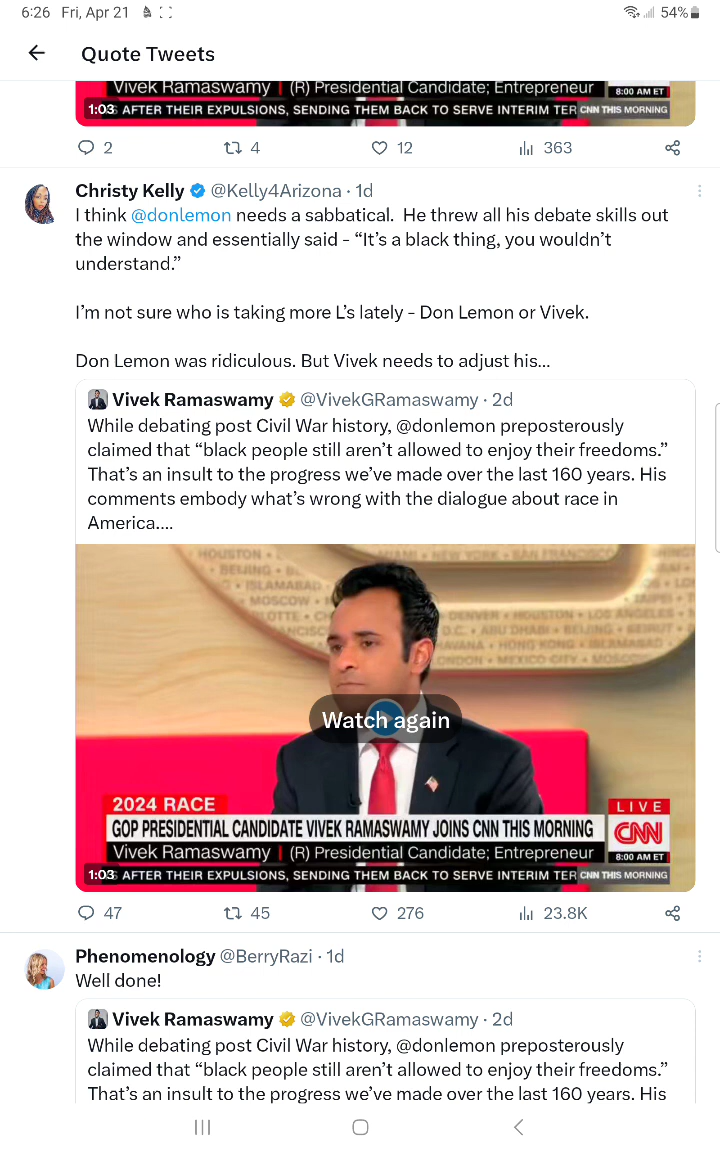 6:26 Fri, Apr 21 54%
Quote Tweets
Vivek Ramaswamy | (R) Presidential Candidate; Entrepreneur
8:00 AM ET
1:03 AFTER THEIR EXPULSIONS, SENDING THEM BACK TO SERVE INTERIM TER CNN THIS MORNING
2 4 12 363
Christy Kelly @Kelly4Arizona · 1d
I think @donlemon needs a sabbatical. He threw all his debate skills out
the window and essentially said - “It’s a black thing, you wouldn’t
understand.”
I’m not sure who is taking more L’s lately - Don Lemon or Vivek.
Don Lemon was ridiculous. But Vivek needs to adjust his...
Vivek Ramaswamy @VivekGRamaswamy · 2d
While debating post Civil War history, @donlemon preposterously
claimed that “black people still aren’t allowed to enjoy their freedoms.”
That’s an insult to the progress we’ve made over the last 160 years. His
comments embody what’s wrong with the dialogue about race in
America....
HOUSTON • MIAMI • NEW YORK • SAN FRANCISCO
BEIJING •
• ISLAMABAD
MOSCOW •
DENVER • HOUSTON • LOS ANGELES •
D.C. • ABU DHABI • BEIJING • BEIRUT
HAVANA • HONG KONG • ISLAMABAD
LONDON • MEXICO CITY • MOSCOW
Watch again
2024 RACE
LIVE
GOP PRESIDENTIAL CANDIDATE VIVEK RAMASWAMY JOINS CNN THIS MORNING
CNN
Vivek Ramaswamy | (R) Presidential Candidate; Entrepreneur
8:00 AM ET
1:03 AFTER THEIR EXPULSIONS, SENDING THEM BACK TO SERVE INTERIM TER CNN THIS MORNING
47 45 276 23.8K
Phenomenology @BerryRazi · 1d
Well done!
Vivek Ramaswamy @VivekGRamaswamy · 2d
While debating post Civil War history, @donlemon preposterously
claimed that “black people still aren’t allowed to enjoy their freedoms.”
That’s an insult to the progress we’ve made over the last 160 years. His